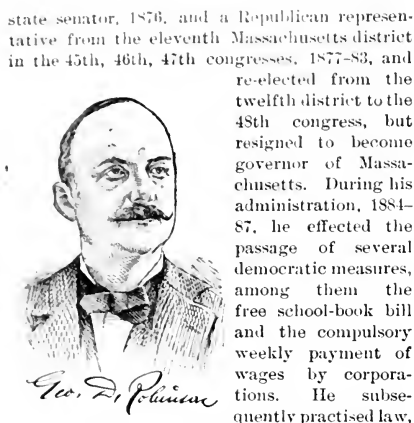 state senator, 1876, and a Republican represen-
tative from the eleventh Massachusetts district
in the 45th, 46th, 47th congresses, 1877–83, and
re-elected from the
twelfth district to the
48th congress, but
resigned to become
governor of Massa-
chusetts. During his
administration, 1884–
87, he effected the
passage of several
democratic measures,
among them the
free school-book bill
and the compulsory
weekly payment of
wages by corpora-
tions. He subse-
quently practised law,
Geo. D. Robinson